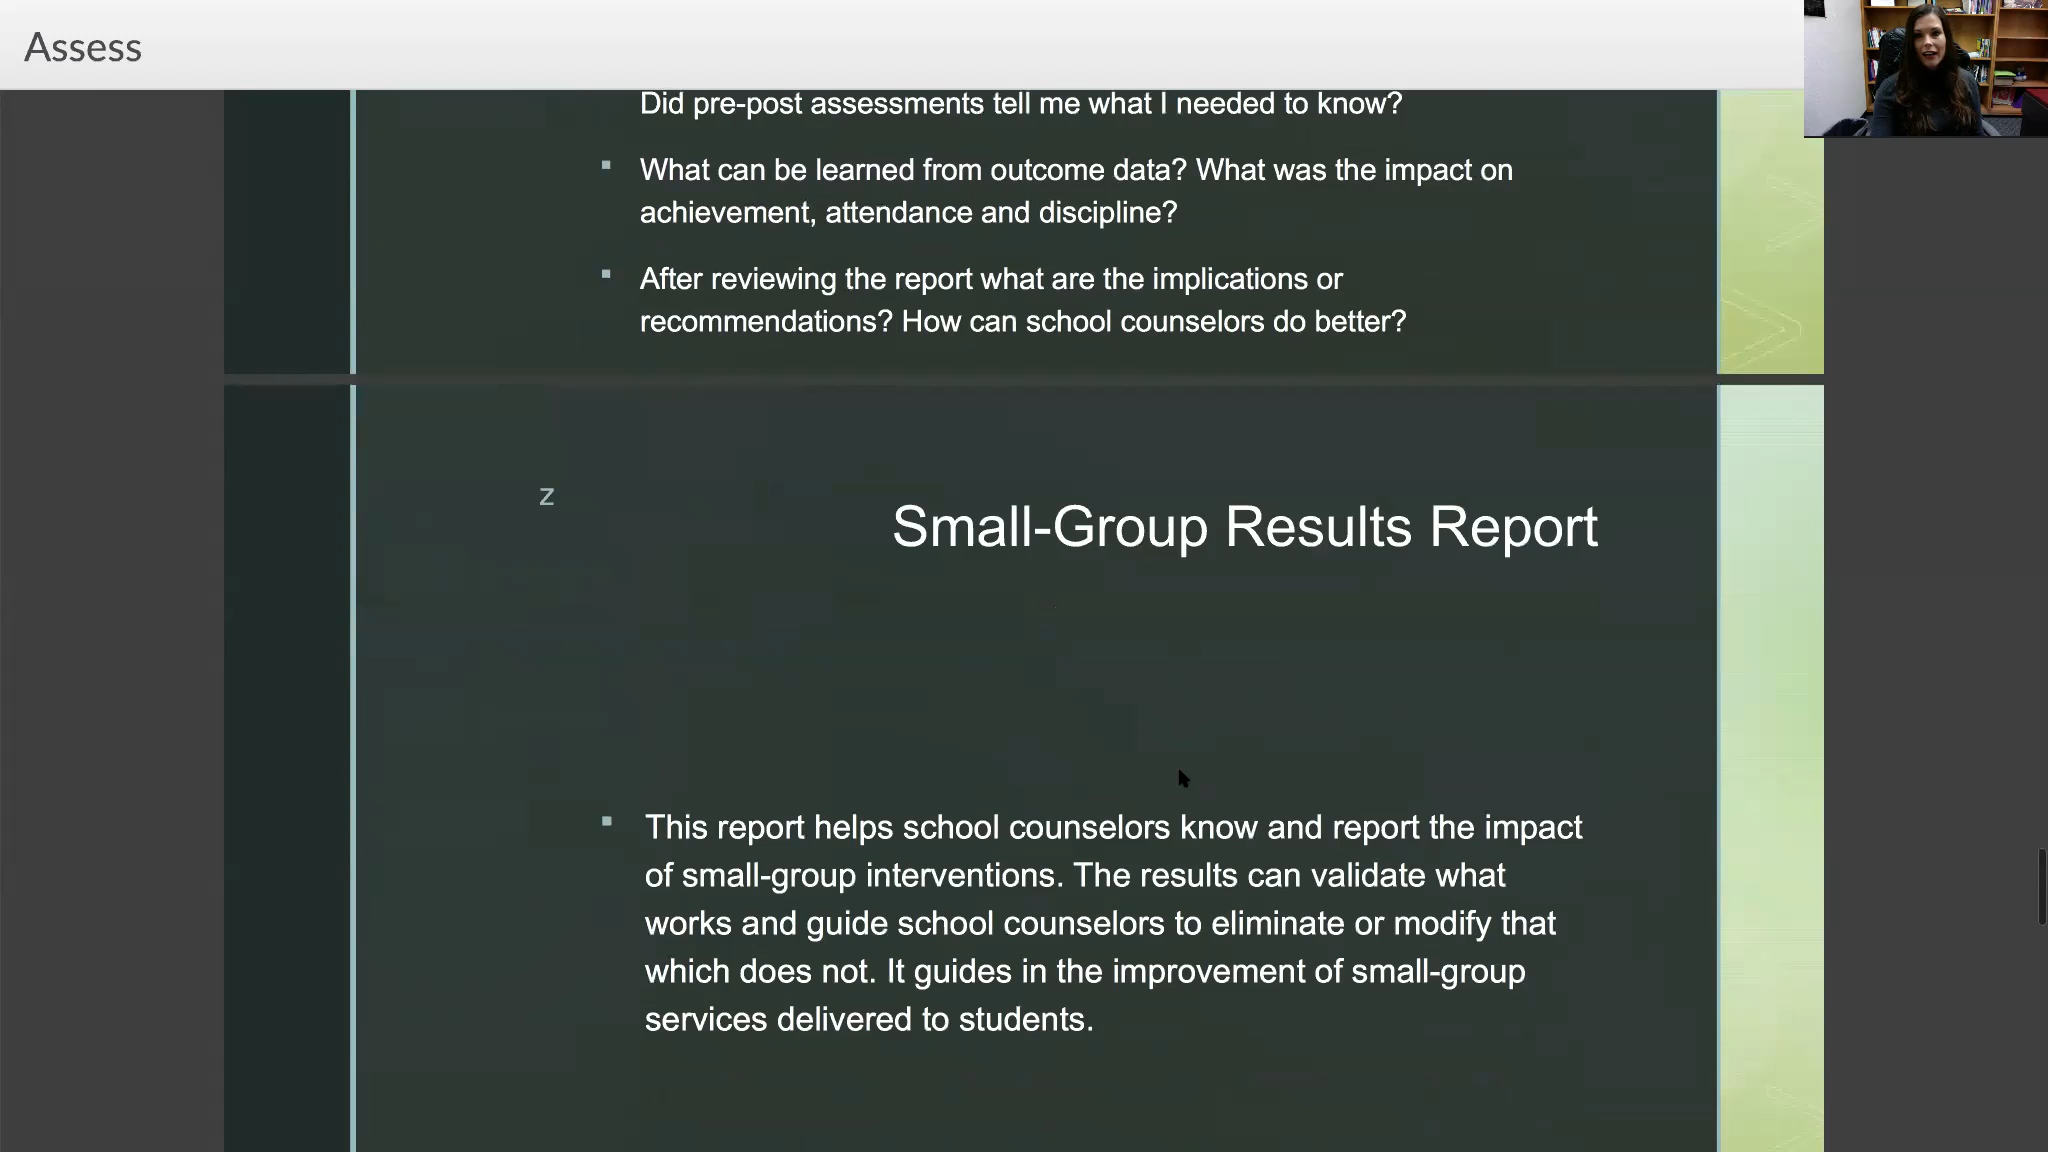 Assess
Did pre-post assessments tell me what I needed to know?
▪ What can be learned from outcome data? What was the impact on
achievement, attendance and discipline?
▪ After reviewing the report what are the implications or
recommendations? How can school counselors do better?
z
Small-Group Results Report
▪ This report helps school counselors know and report the impact
of small-group interventions. The results can validate what
works and guide school counselors to eliminate or modify that
which does not. It guides in the improvement of small-group
services delivered to students.